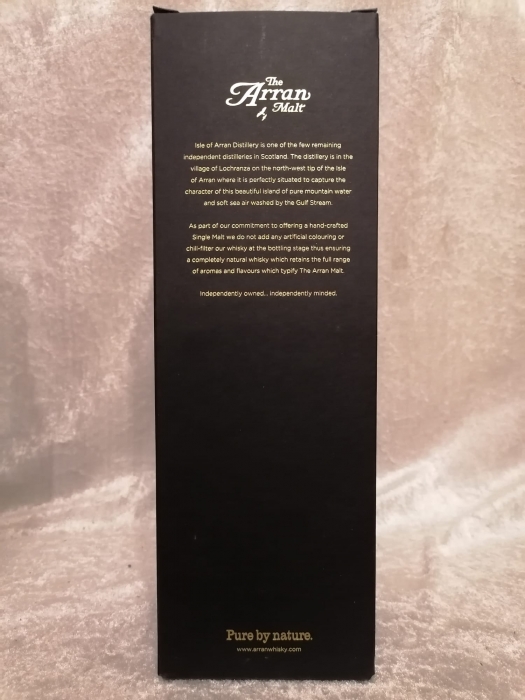 The
Arran
Malt
Isle of Arran Distillery is one of the few remaining
independent distilleries in Scotland. The distillery is in the
village of Lochranza on the north-west tip of the Isle
of Arran where it is perfectly situated to capture the
character of this beautiful island of pure mountain water
and soft sea air washed by the Gulf Stream.
As part of our commitment to offering a hand-crafted
Single Malt we do not add any artificial colouring or
chill-filter our whisky at the bottling stage thus ensuring
a completely natural whisky which retains the full range
of aromas and flavours which typify The Arran Malt.
Independently owned... independently minded.
Pure by nature.
www.arranwhisky.com